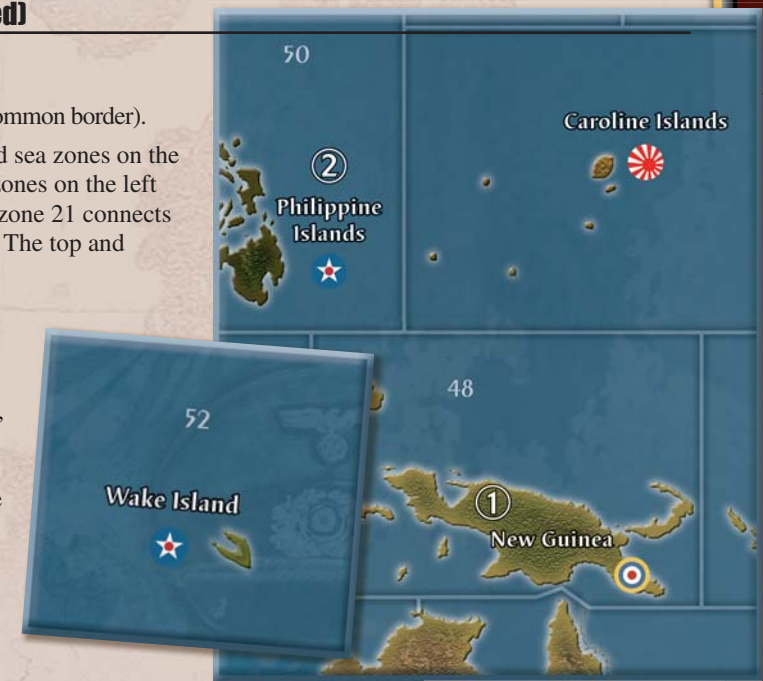 ed)
ommon border).
d sea zones on the
zones on the left
zone 21 connects
The top and
,
e
50
Caroline Islands
2
Philippine
Islands
48
1
New Guinea
52
Wake Island